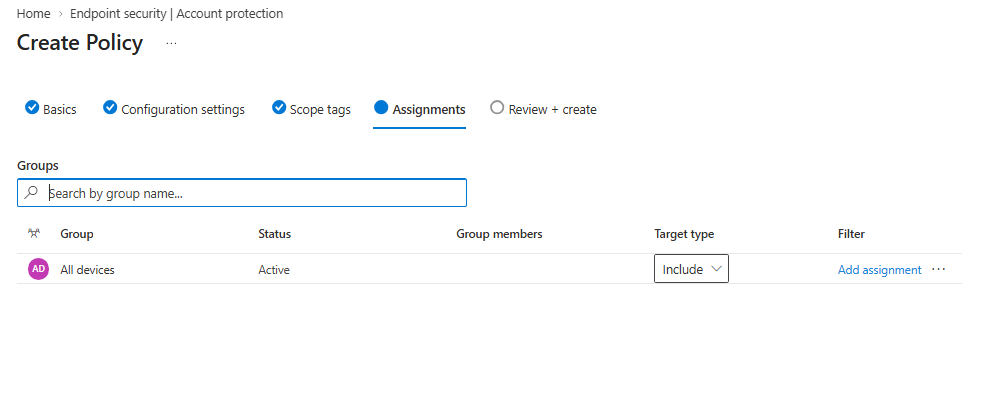 Home > Endpoint security | Account protection
Create Policy ...
Basics Configuration settings Scope tags Assignments Review + create
Groups
Search by group name...
Group Status Group members Target type Filter
AD All devices Active Include Add assignment ...